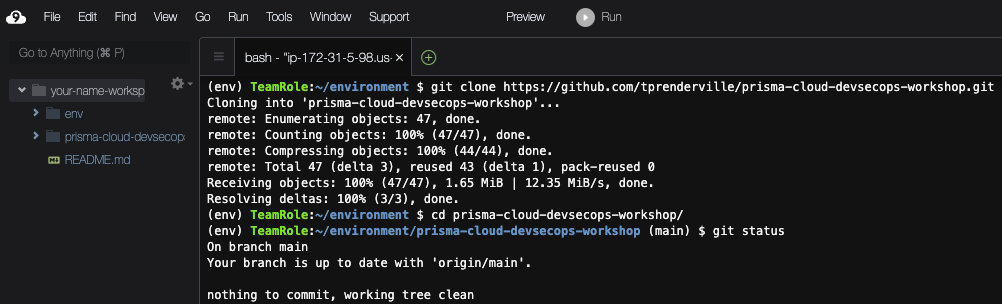 File Edit Find View Go Run Tools Window Support Preview Run
Go to Anything (⌘ P)
your-name-worksp
env
prisma-cloud-devsecop
README.md
bash - "ip-172-31-5-98.us-
(env) TeamRole:~/environment $ git clone https://github.com/tprenderville/prisma-cloud-devsecops-workshop.git
Cloning into 'prisma-cloud-devsecops-workshop'...
remote: Enumerating objects: 47, done.
remote: Counting objects: 100% (47/47), done.
remote: Compressing objects: 100% (44/44), done.
remote: Total 47 (delta 3), reused 43 (delta 1), pack-reused 0
Receiving objects: 100% (47/47), 1.65 MiB | 12.35 MiB/s, done.
Resolving deltas: 100% (3/3), done.
(env) TeamRole:~/environment $ cd prisma-cloud-devsecops-workshop/
(env) TeamRole:~/environment/prisma-cloud-devsecops-workshop (main) $ git status
On branch main
Your branch is up to date with 'origin/main'.
nothing to commit, working tree clean